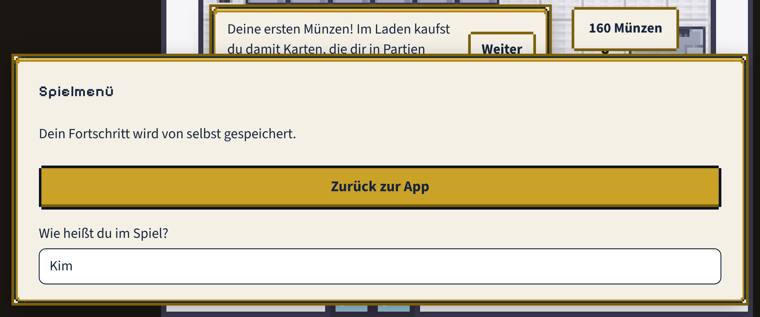 Deine ersten Münzen! Im Laden kaufst
du damit Karten, die dir in Partien
Weiter
160 Münzen
Spielmenü
Dein Fortschritt wird von selbst gespeichert.
Zurück zur App
Wie heißt du im Spiel?
Kim